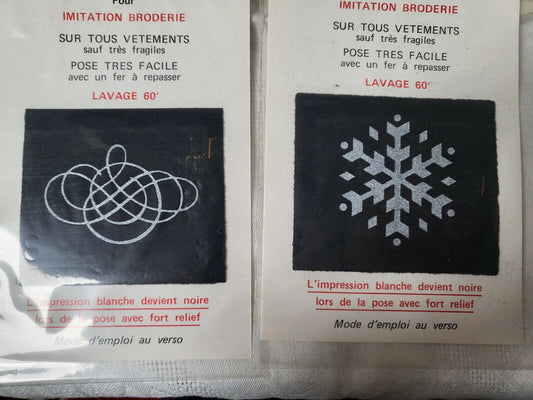 Pour
IMITATION BRODERIE
SUR TOUS VETEMENTS
sauf très fragiles
POSE TRES FACILE
avec un fer à repasser
LAVAGE 60°
L'impression blanche devient noire
lors de la pose avec fort relief
Mode d'emploi au verso
IMITATION BRODERIE
SUR TOUS VETEMENTS
sauf très fragiles
POSE TRES FACILE
avec un fer à repasser
LAVAGE 60°
L'impression blanche devient noire
lors de la pose avec fort relief
Mode d'emploi au verso